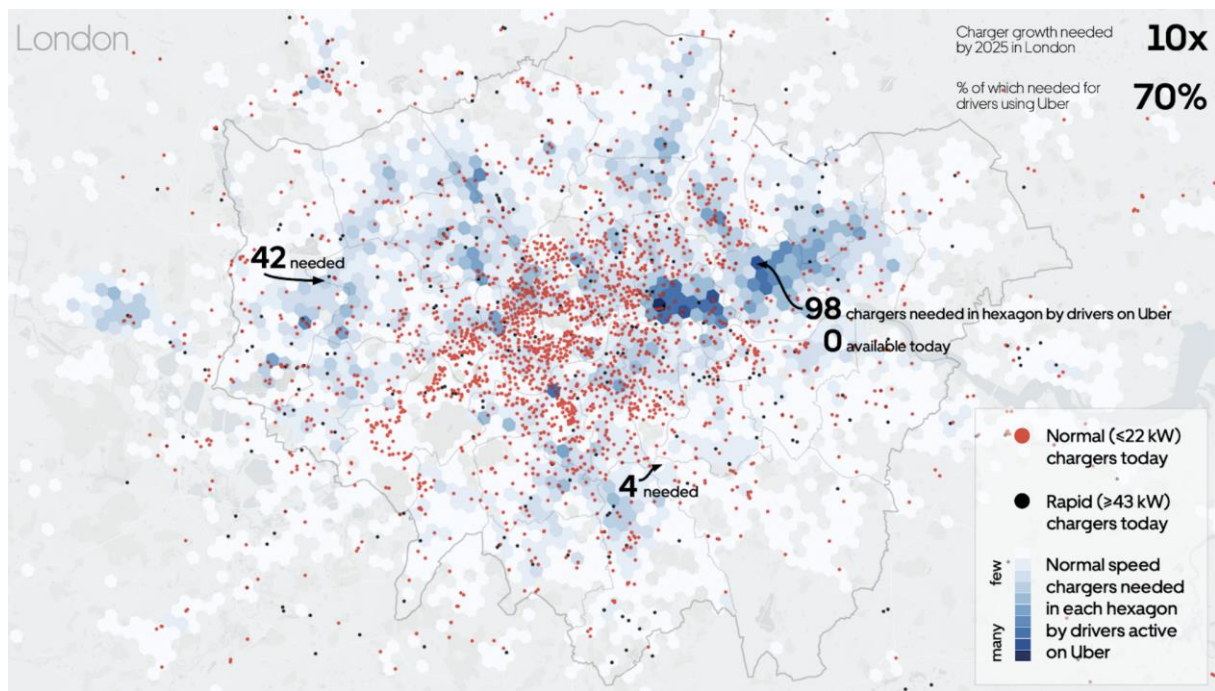 London
Charger growth needed
by 2025 in London
10x
% of which needed for
drivers using Uber
70%
42 needed
98 chargers needed in hexagon by drivers on Uber
0 available today
4 needed
Normal (≤22 kW)
chargers today
Rapid (≥43 kW)
chargers today
few
many
Normal speed
chargers needed
in each hexagon
by drivers active
on Uber